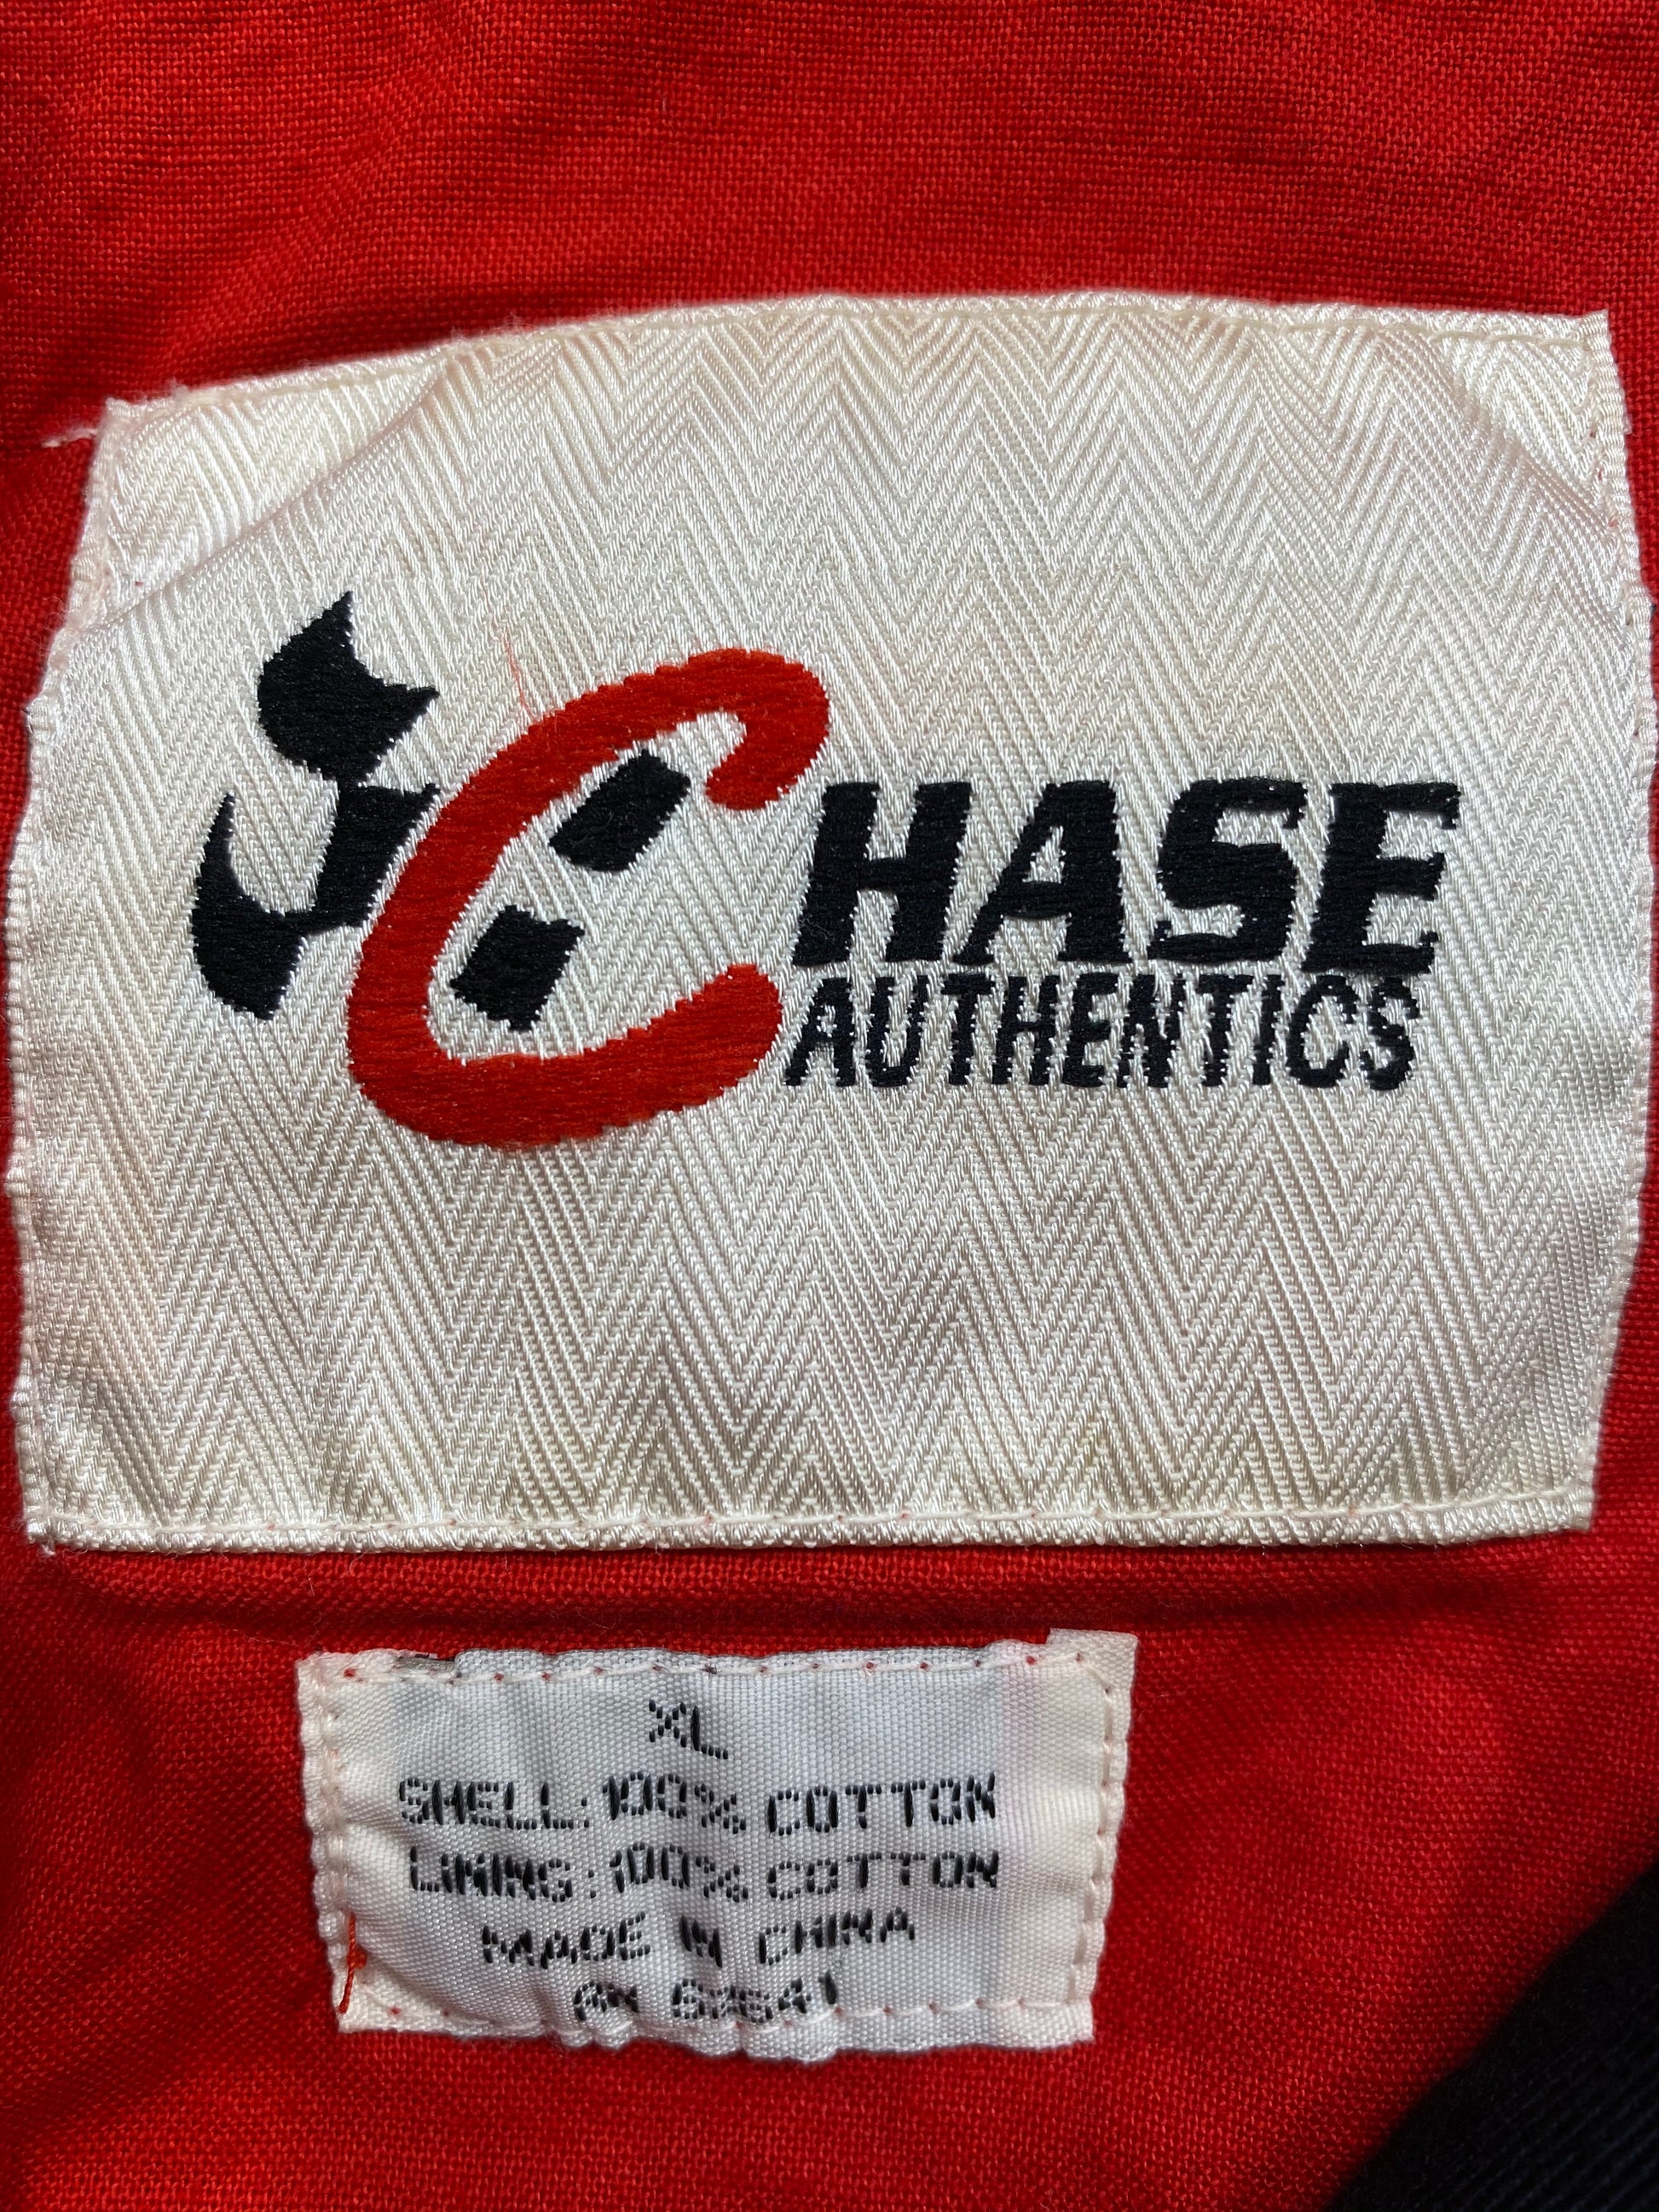 CHASE
AUTHENTICS
XL
SHELL: 100% COTTON
LINING: 100% COTTON
MADE IN CHINA